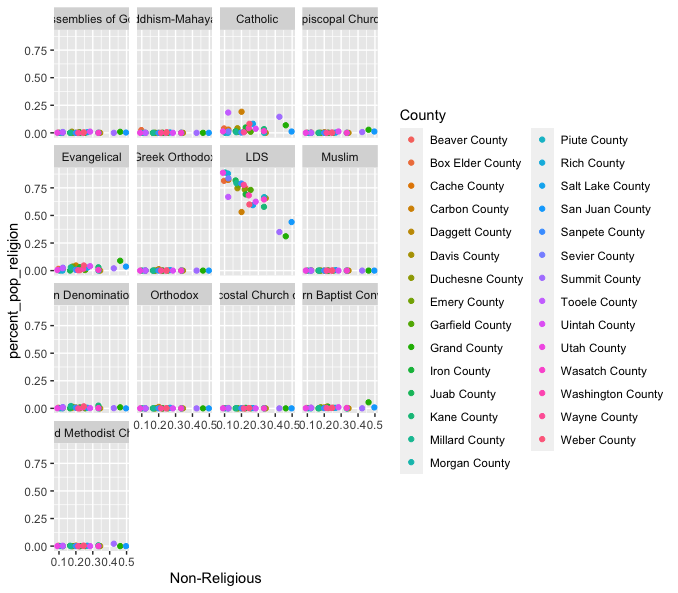 ssemblies of Go
ddhism-Mahaya
Catholic
piscopal Churc
0.75
0.50
0.25
0.00
Evangelical
Greek Orthodox
LDS
Muslim
0.75
0.50
0.25
0.00
n Denominatio
Orthodox
costal Church o
rn Baptist Conv
0.75
0.50
0.25
0.00
0.10.20.30.40.5
0.10.20.30.40.5
0.10.20.30.40.5
d Methodist Ch
0.75
0.50
0.25
0.00
0.10.20.30.40.5
percent_pop_religion
Non-Religious
County
Beaver County
Box Elder County
Cache County
Carbon County
Daggett County
Davis County
Duchesne County
Emery County
Garfield County
Grand County
Iron County
Juab County
Kane County
Millard County
Morgan County
Piute County
Rich County
Salt Lake County
San Juan County
Sanpete County
Sevier County
Summit County
Tooele County
Uintah County
Utah County
Wasatch County
Washington County
Wayne County
Weber County